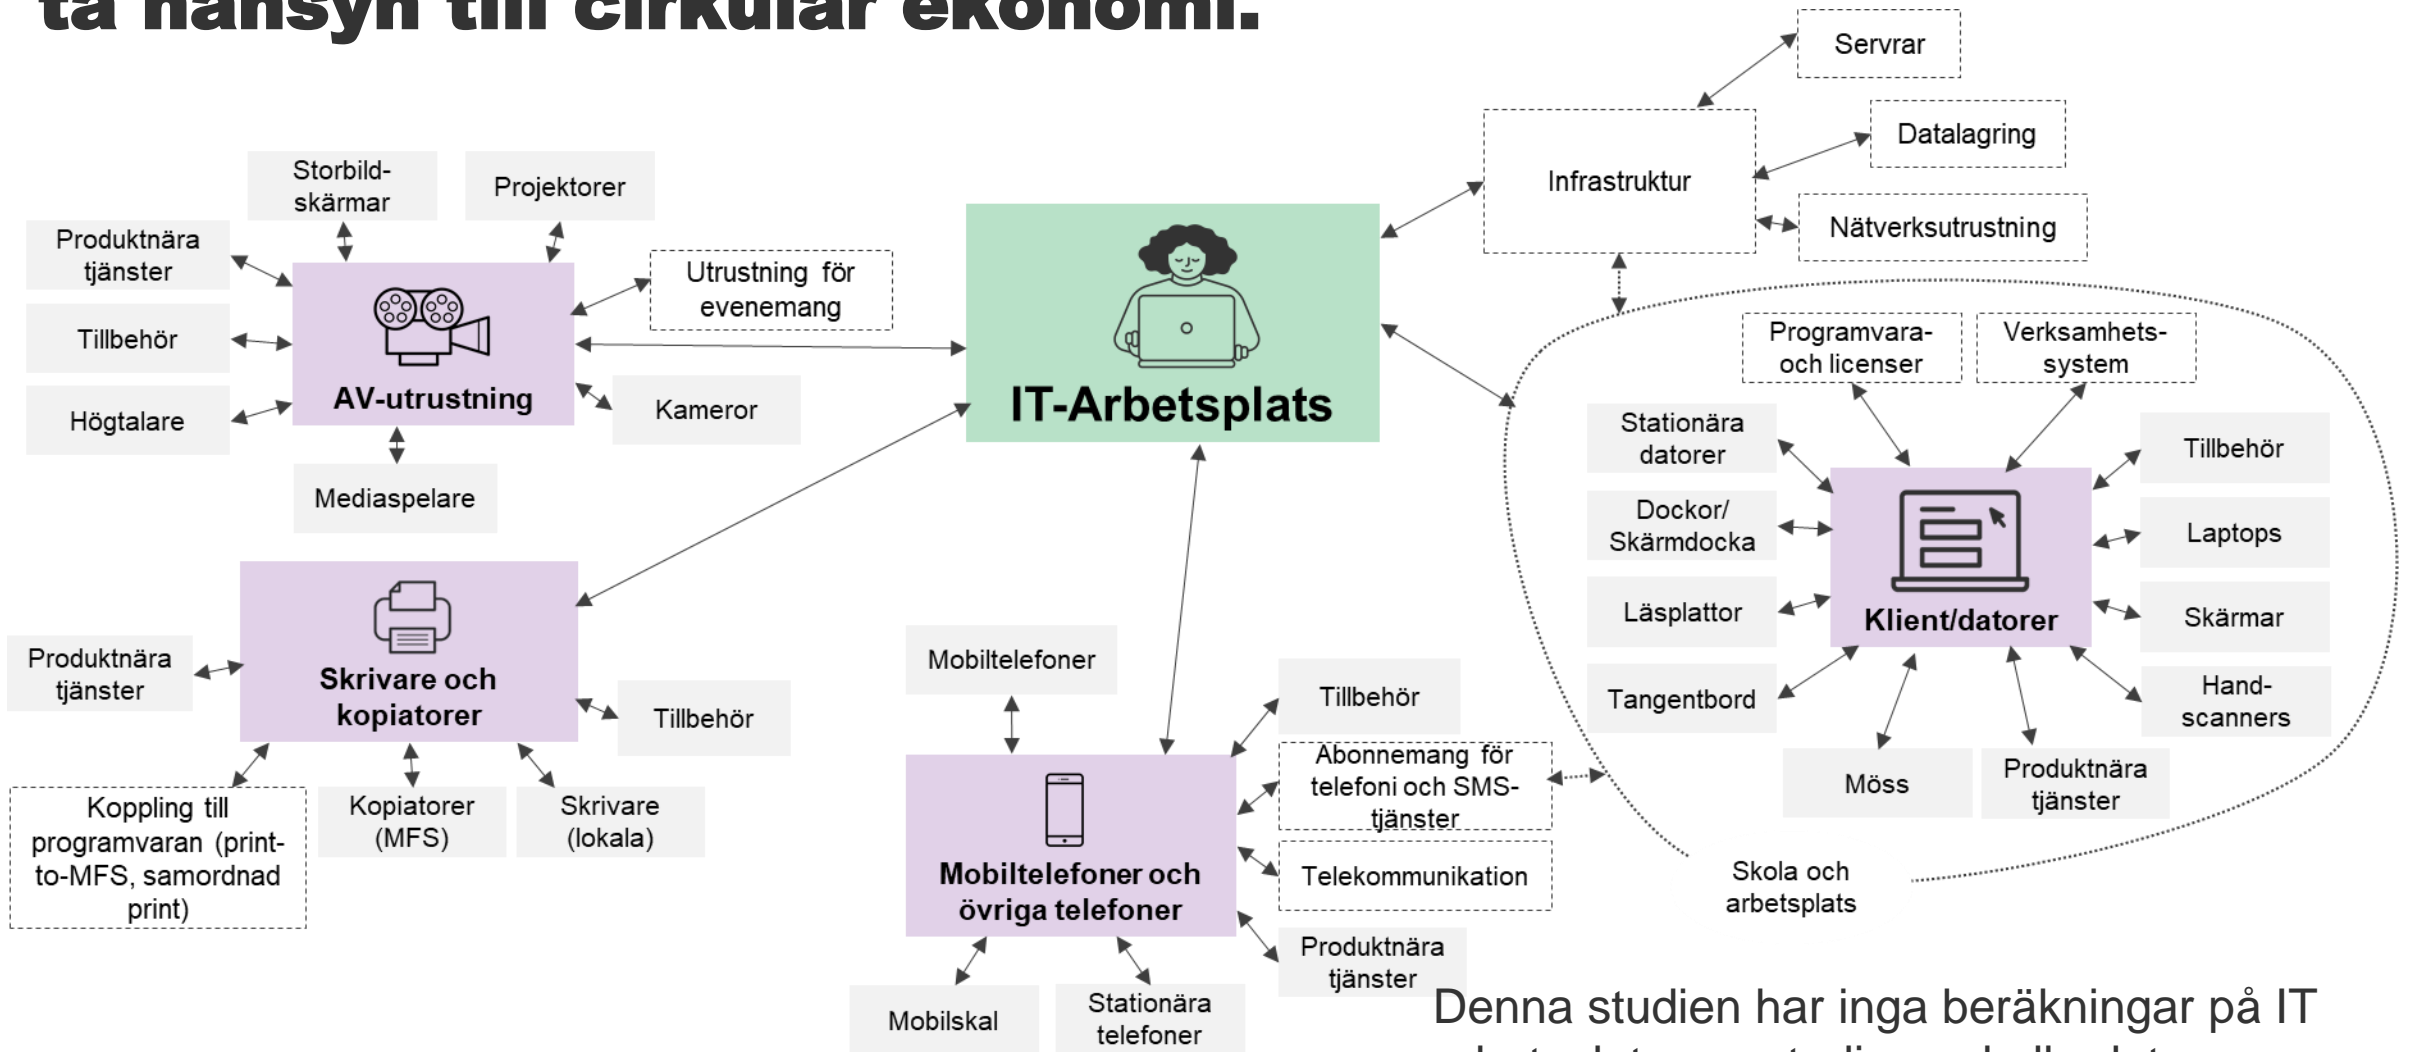 ta hänsyn till cirkulär ekonomi.
Servrar
Datalagring
Infrastruktur
Nätverksutrustning
Storbild-
skärmar
Projektorer
Produktnära
tjänster
Utrustning för
evenemang
Tillbehör
AV-utrustning
Högtalare
Kameror
Mediaspelare
IT-Arbetsplats
Programvara-
och licenser
Verksamhets-
system
Stationära
datorer
Tillbehör
Dockor/
Skärmdocka
Laptops
Läsplattor
Klient/datorer
Skärmar
Tangentbord
Hand-
scanners
Möss
Produktnära
tjänster
Skola och
arbetsplats
Produktnära
tjänster
Skrivare och
kopiatorer
Tillbehör
Koppling till
programvaran (print-
to-MFS, samordnad
print)
Kopiatorer
(MFS)
Skrivare
(lokala)
Mobiltelefoner
Tillbehör
Abonnemang för
telefoni och SMS-
tjänster
Mobiltelefoner och
övriga telefoner
Telekommunikation
Produktnära
tjänster
Mobilskal
Stationära
telefoner
Denna studien har inga beräkningar på IT